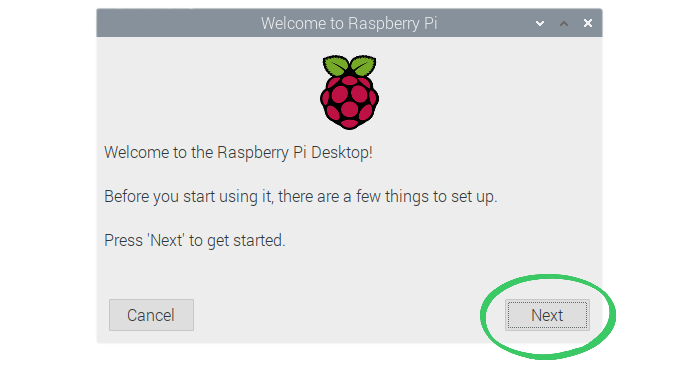 Welcome to Raspberry Pi
Welcome to the Raspberry Pi Desktop!
Before you start using it, there are a few things to set up.
Press 'Next' to get started.
Cancel
Next